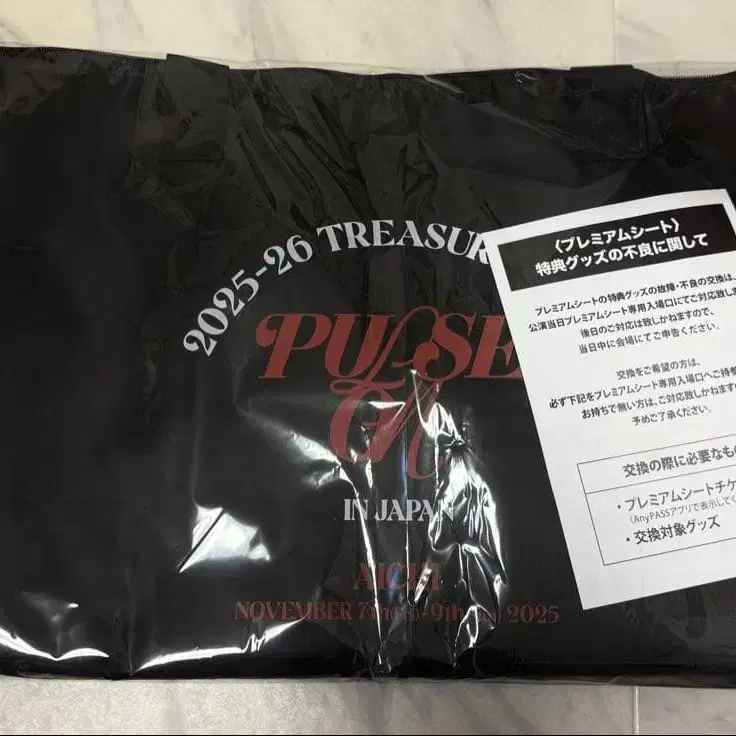 2025-26 TREASUR
PULSE
ON
IN JAPAN
AICHI
NOVEMBER 7th - 9th 2025
〈プレミアムシート〉
特典グッズの不良に関して
プレミアムシートの特典グッズの故障・不良の交換は、
公演当日プレミアムシート専用入場口にてご対応致しま
後日のご対応は致しかねますので、
当日中に会場にてご申告ください。
交換をご希望の方は、
必ず下記をプレミアムシート専用入場口へご持参
お持ちで無い方は、ご対応致しかねますの
予めご了承ください。
交換の際に必要なもの
・プレミアムシートチケ
(AnyPASSアプリで表示してく
・交換対象グッズ